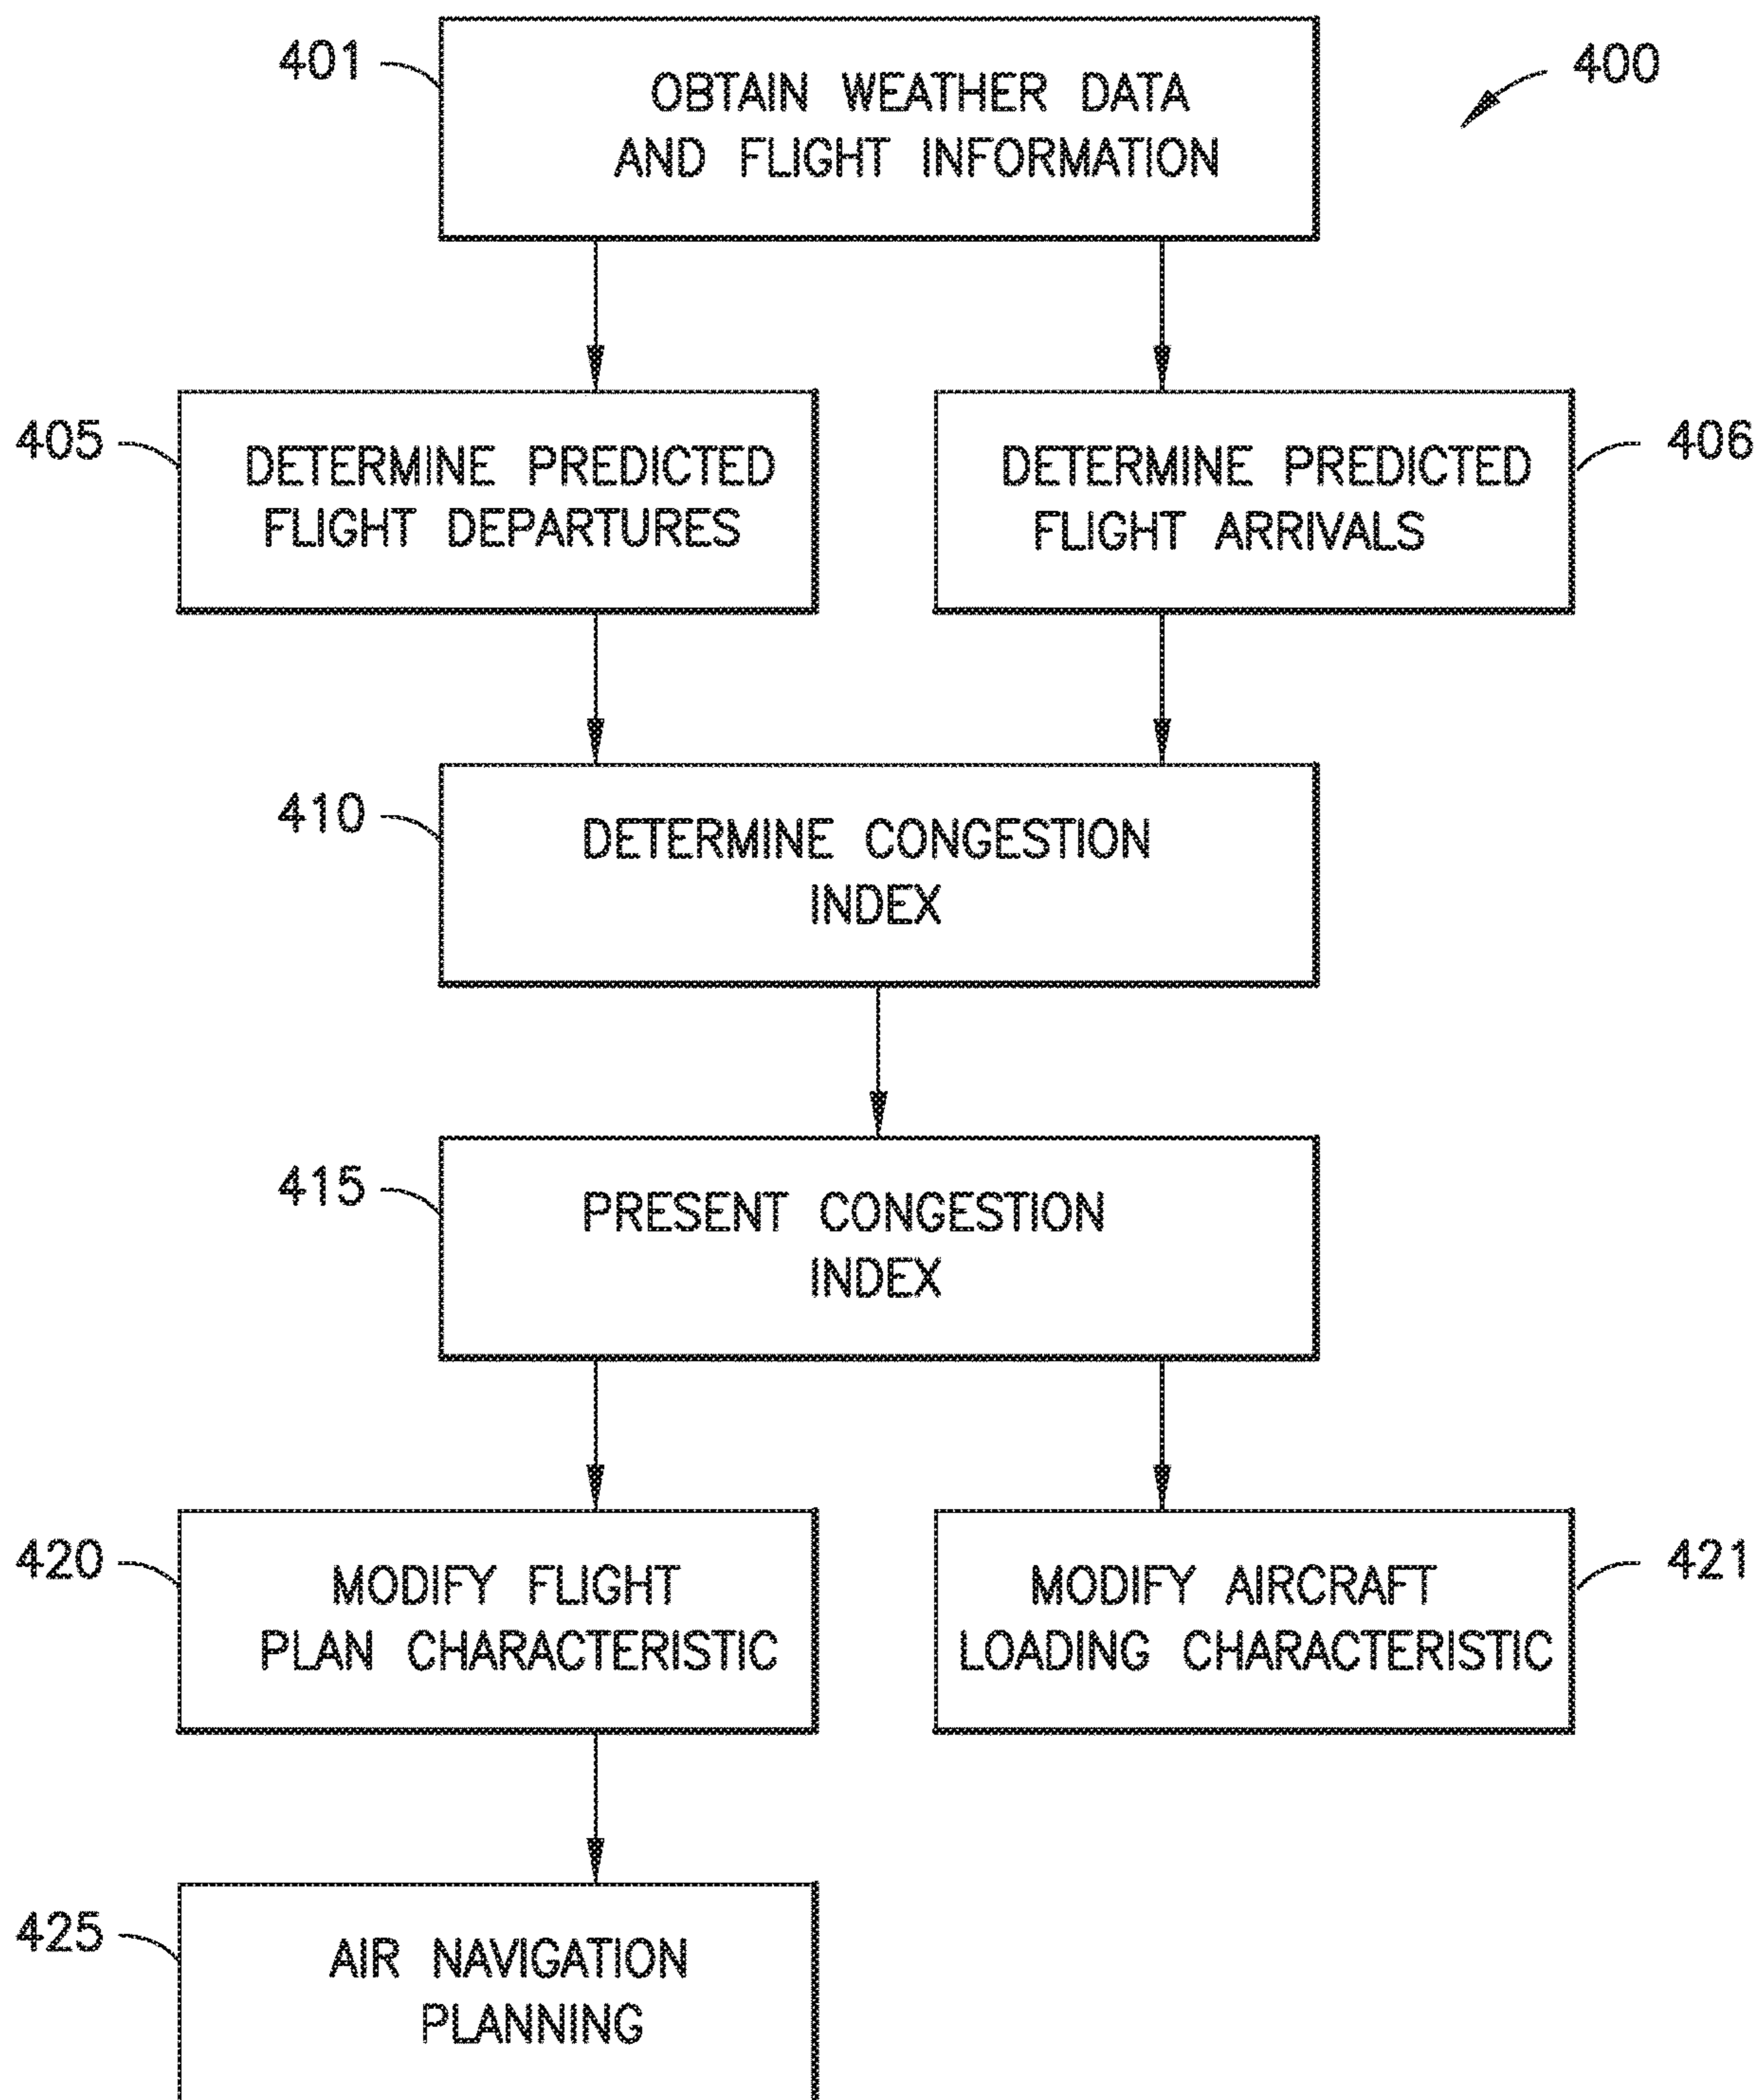 401
OBTAIN WEATHER DATA
AND FLIGHT INFORMATION
400
405
DETERMINE PREDICTED
FLIGHT DEPARTURES
DETERMINE PREDICTED
FLIGHT ARRIVALS
406
410
DETERMINE CONGESTION
INDEX
415
PRESENT CONGESTION
INDEX
420
MODIFY FLIGHT
PLAN CHARACTERISTIC
MODIFY AIRCRAFT
LOADING CHARACTERISTIC
421
425
AIR NAVIGATION
PLANNING